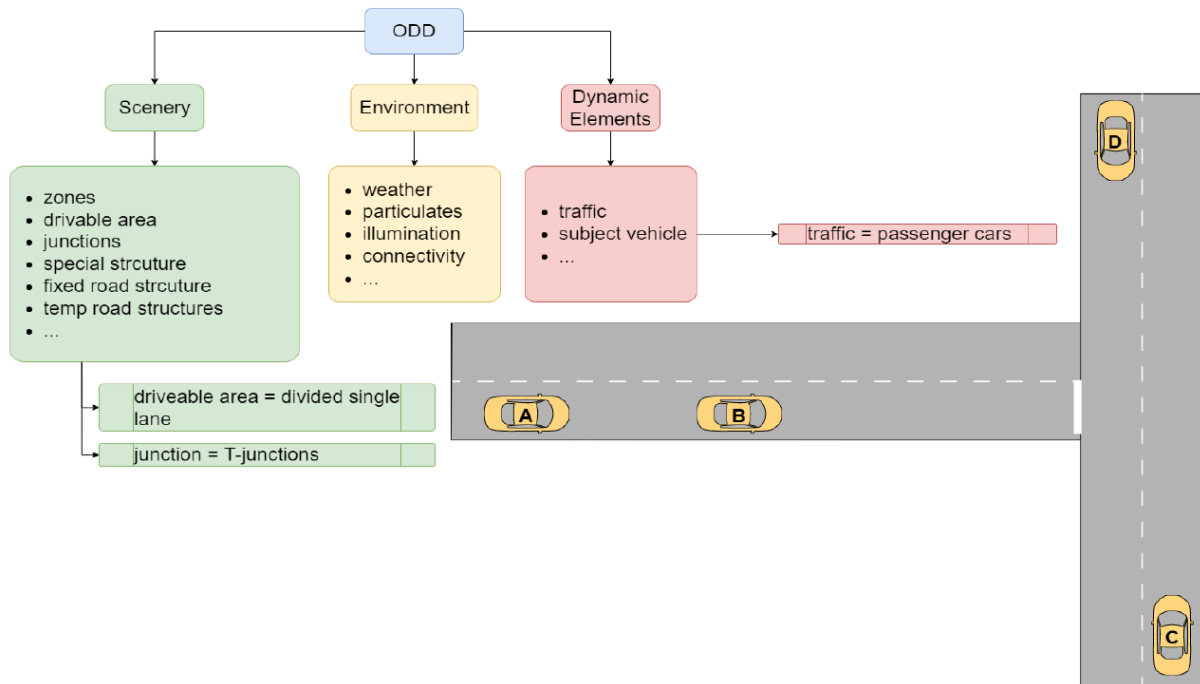 ODD
Scenery
Environment
Dynamic
Elements
• zones
• drivable area
• junctions
• special strcuture
• fixed road strcuture
• temp road structures
• ...
• weather
• particulates
• illumination
• connectivity
• ...
• traffic
• subject vehicle
• ...
traffic = passenger cars
driveable area = divided single
lane
junction = T-junctions
A
B
D
C